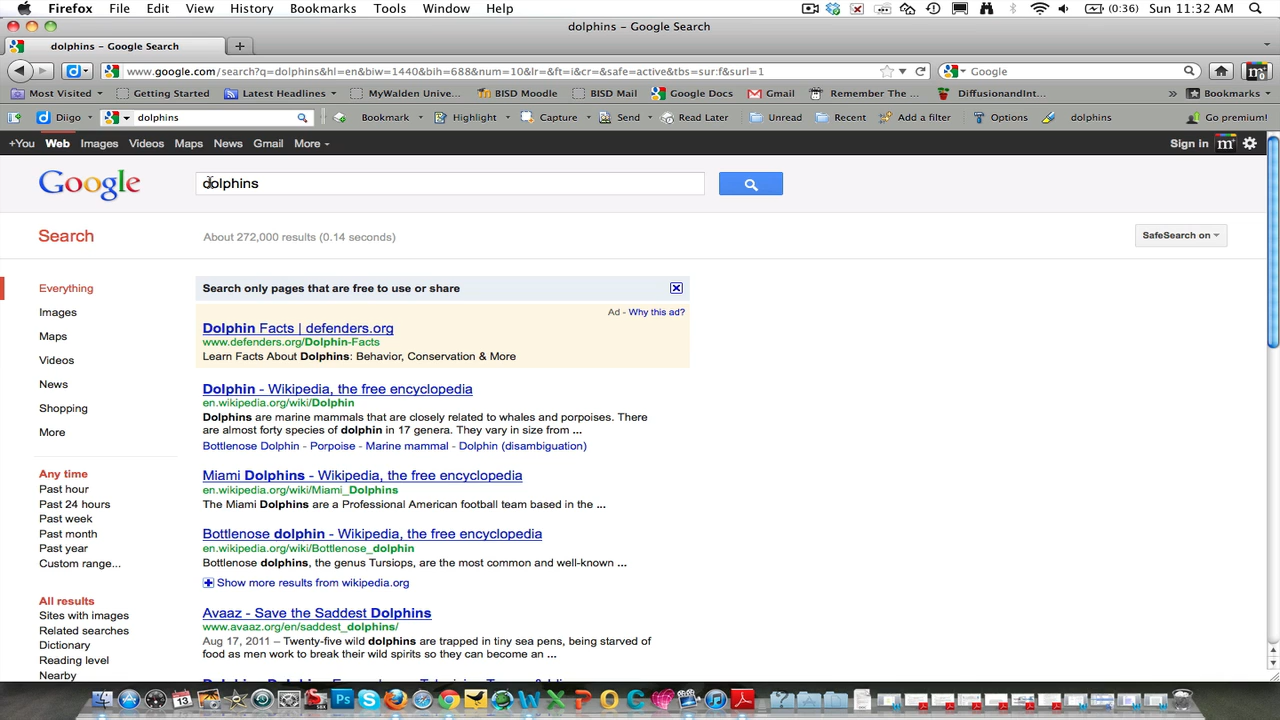 Firefox File Edit View History Bookmarks Tools Window Help (0:36) Sun 11:32 AM
dolphins – Google Search
dolphins – Google Search
www.google.com/search?q=dolphins&hl=en&biw=1440&bih=688&num=10&lr=&ft=i&cr=&safe=active&tbs=sur:f&surl=1 Google
Most Visited Getting Started Latest Headlines MyWalden Unive... BISD Moodle BISD Mail Google Docs Gmail Remember The ... DiffusionandInt... » Bookmarks
Diigo dolphins Bookmark Highlight Capture Send Read Later Unread Recent Add a filter Options dolphins Go premium!
+You Web Images Videos Maps News Gmail More Sign in
Google dolphins
Search About 272,000 results (0.14 seconds) SafeSearch on
Everything
Images
Maps
Videos
News
Shopping
More
Any time
Past hour
Past 24 hours
Past week
Past month
Past year
Custom range...
All results
Sites with images
Related searches
Dictionary
Reading level
Nearby
Search only pages that are free to use or share
Ad - Why this ad?
Dolphin Facts | defenders.org
www.defenders.org/Dolphin-Facts
Learn Facts About Dolphins: Behavior, Conservation & More
Dolphin - Wikipedia, the free encyclopedia
en.wikipedia.org/wiki/Dolphin
Dolphins are marine mammals that are closely related to whales and porpoises. There
are almost forty species of dolphin in 17 genera. They vary in size from ...
Bottlenose Dolphin - Porpoise - Marine mammal - Dolphin (disambiguation)
Miami Dolphins - Wikipedia, the free encyclopedia
en.wikipedia.org/wiki/Miami_Dolphins
The Miami Dolphins are a Professional American football team based in the ...
Bottlenose dolphin - Wikipedia, the free encyclopedia
en.wikipedia.org/wiki/Bottlenose_dolphin
Bottlenose dolphins, the genus Tursiops, are the most common and well-known ...
Show more results from wikipedia.org
Avaaz - Save the Saddest Dolphins
www.avaaz.org/en/saddest_dolphins/
Aug 17, 2011 – Twenty-five wild dolphins are trapped in tiny sea pens, being starved of
food as men work to break their wild spirits so they can become an ...